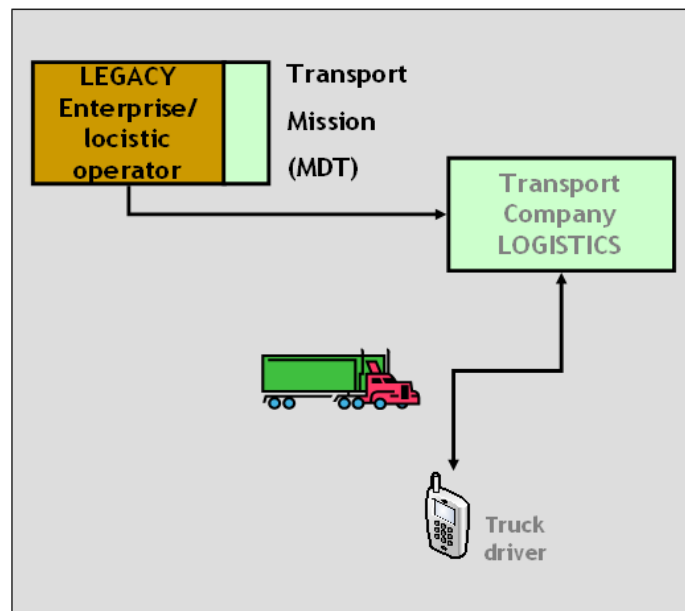 LEGACY
Enterprise/
locistic
operator
Transport
Mission
(MDT)
Transport
Company
LOGISTICS
Truck
driver